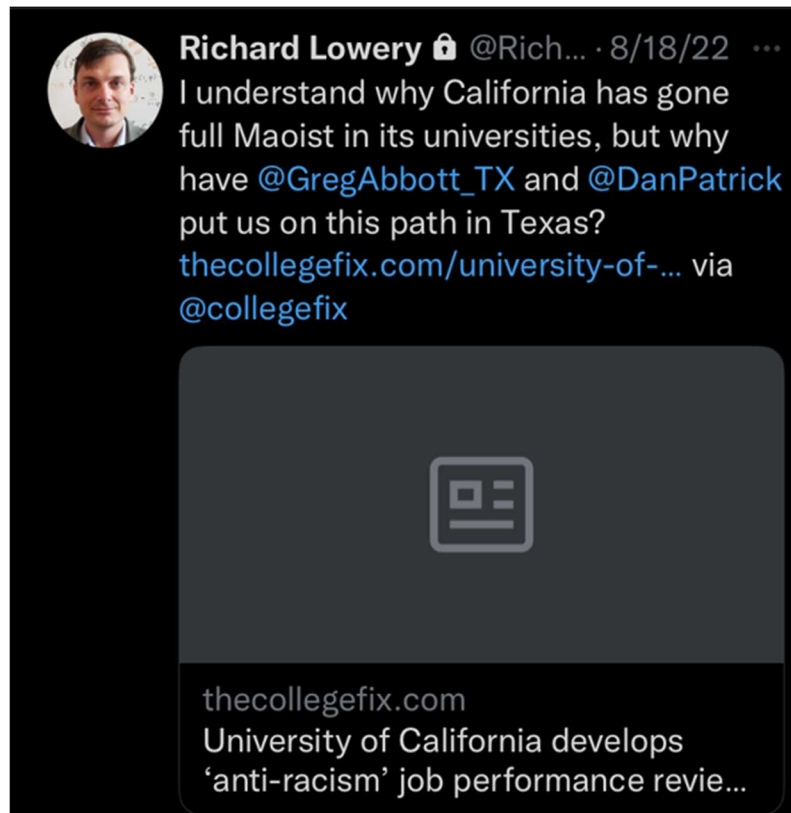 Richard Lowery @Rich... · 8/18/22 ...
I understand why California has gone
full Maoist in its universities, but why
have @GregAbbott_TX and @DanPatrick
put us on this path in Texas?
thecollegefix.com/university-of-... via
@collegefix
thecollegefix.com
University of California develops
‘anti-racism’ job performance revie...